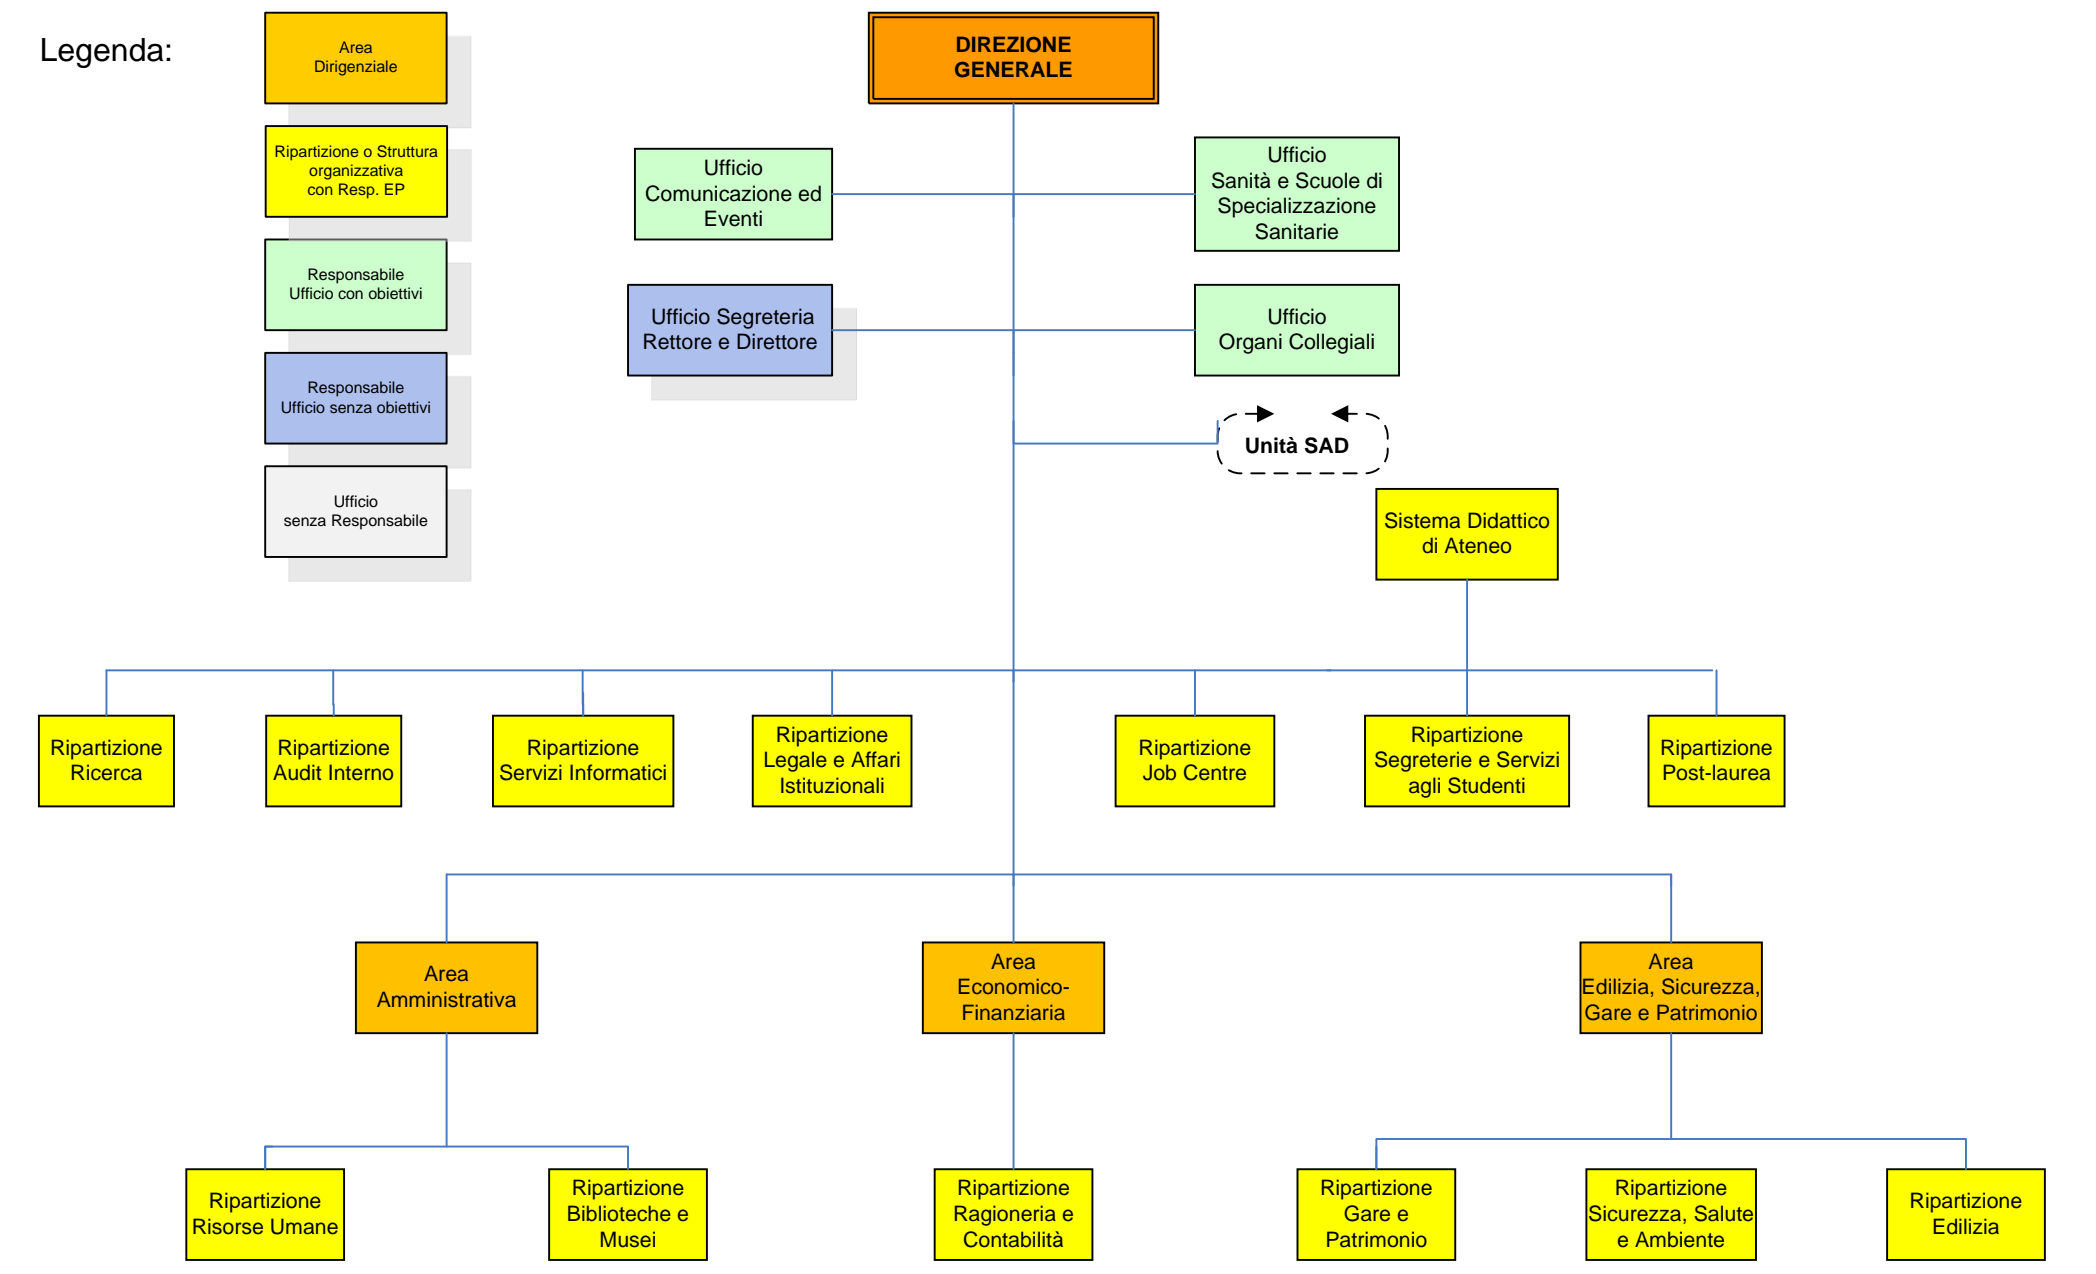 Legenda:
Area
Dirigenziale
Ripartizione o Struttura
organizzativa
con Resp. EP
Responsabile
Ufficio con obiettivi
Responsabile
Ufficio senza obiettivi
Ufficio
senza Responsabile
DIREZIONE
GENERALE
Ufficio
Comunicazione ed
Eventi
Ufficio
Sanità e Scuole di
Specializzazione
Sanitarie
Ufficio Segreteria
Rettore e Direttore
Ufficio
Organi Collegiali
Unità SAD
Sistema Didattico
di Ateneo
Ripartizione
Ricerca
Ripartizione
Audit Interno
Ripartizione
Servizi Informatici
Ripartizione
Legale e Affari
Istituzionali
Ripartizione
Job Centre
Ripartizione
Segreterie e Servizi
agli Studenti
Ripartizione
Post-laurea
Area
Amministrativa
Area
Economico-
Finanziaria
Area
Edilizia, Sicurezza,
Gare e Patrimonio
Ripartizione
Risorse Umane
Ripartizione
Biblioteche e
Musei
Ripartizione
Ragioneria e
Contabilità
Ripartizione
Gare e
Patrimonio
Ripartizione
Sicurezza, Salute
e Ambiente
Ripartizione
Edilizia